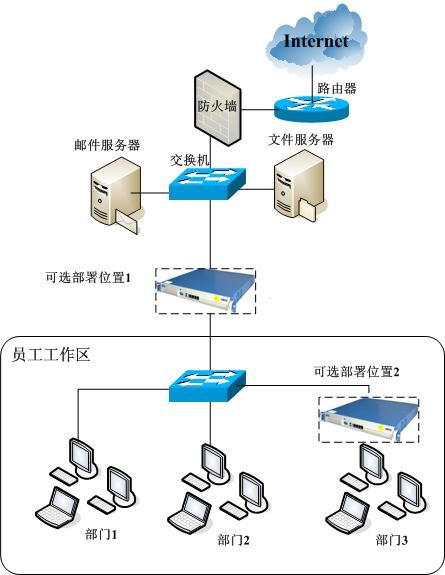 Internet
路由器
防火墙
邮件服务器
文件服务器
交换机
可选部署位置1
员工工作区
可选部署位置2
部门1
部门2
部门3